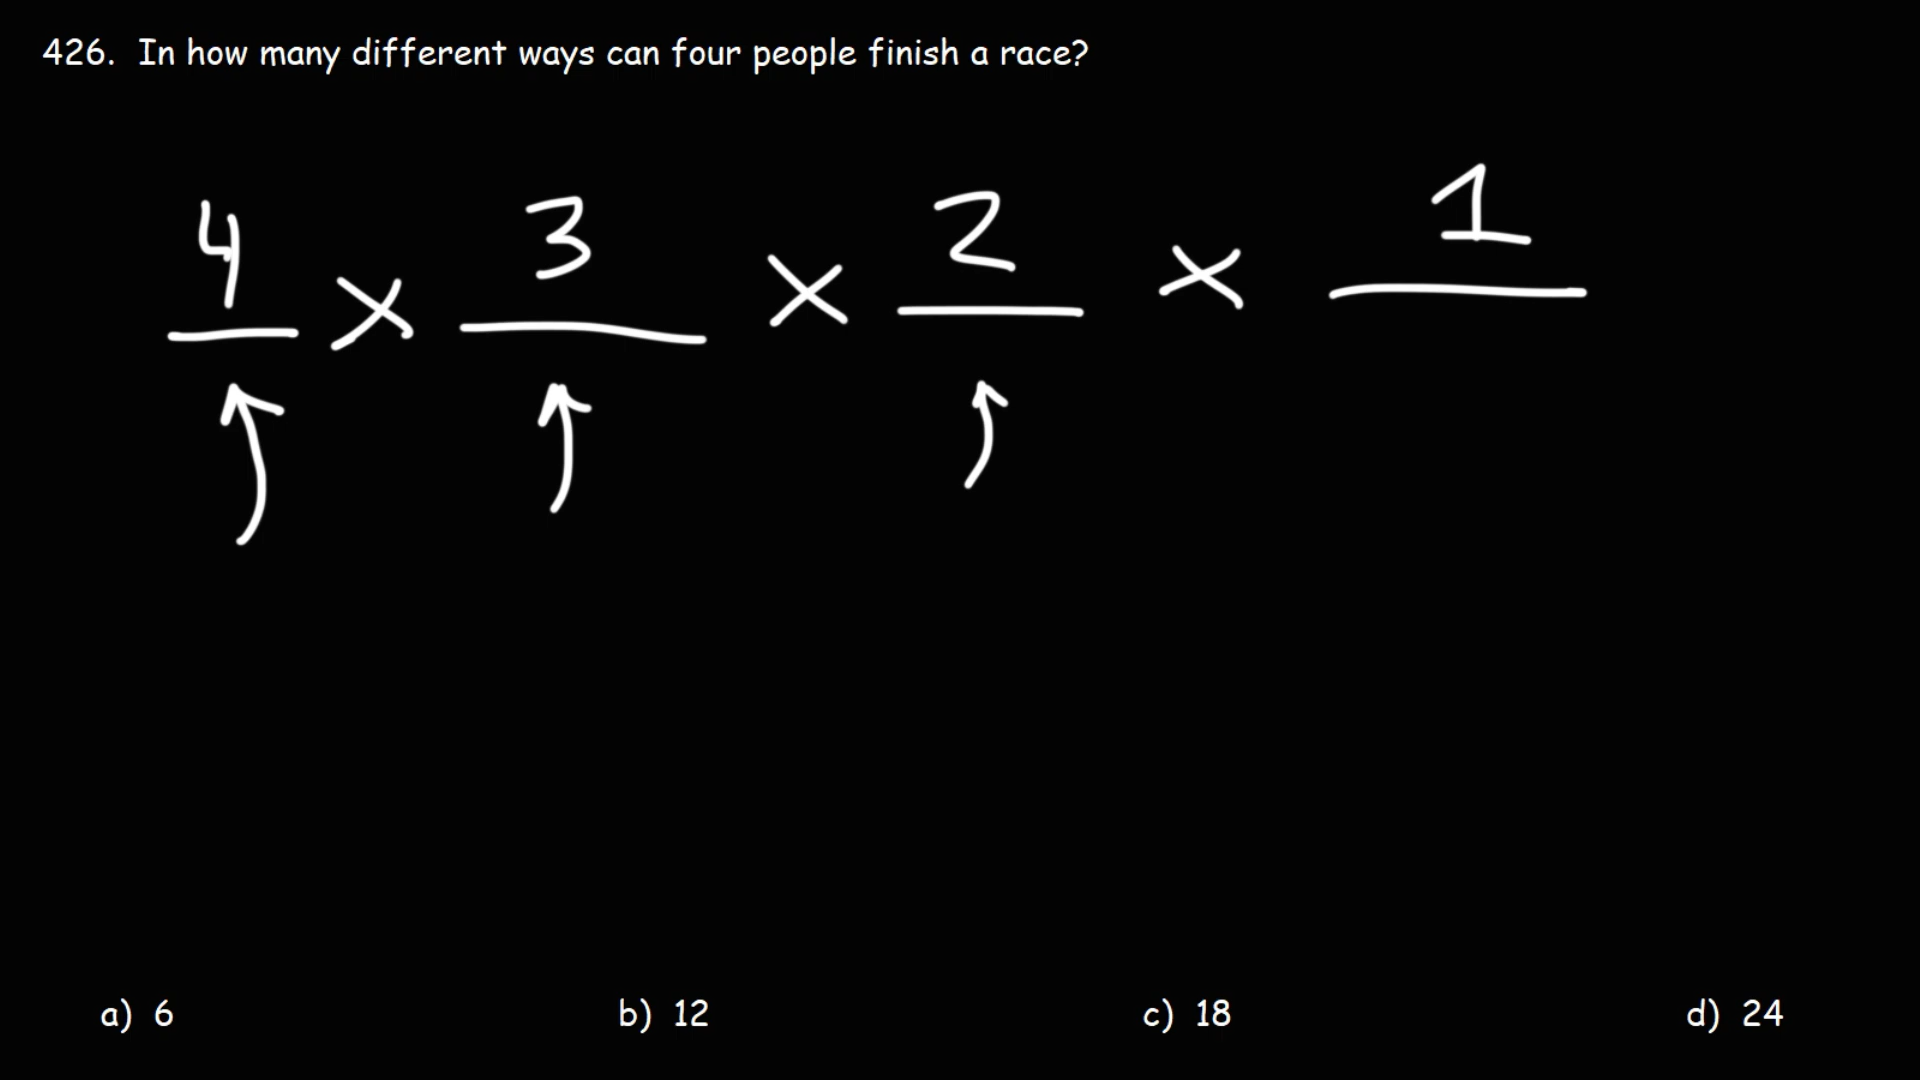 426. In how many different ways can four people finish a race?
4 × 3 × 2 × 1
a) 6 b) 12 c) 18 d) 24